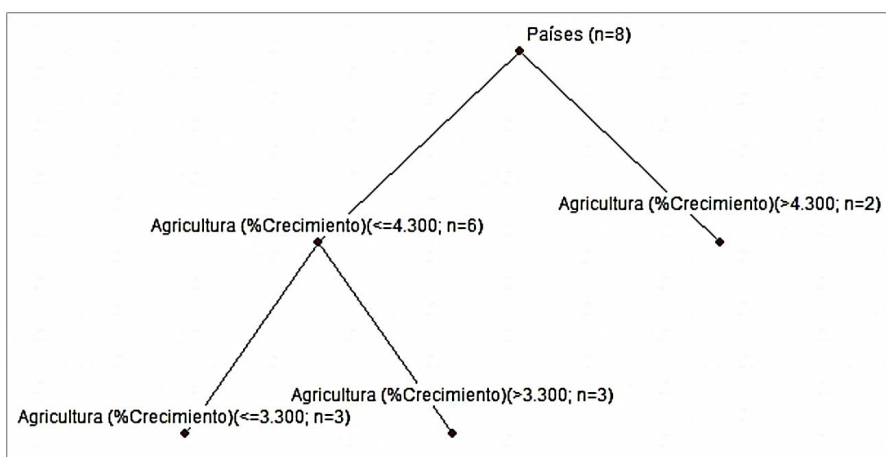 Países (n=8)
Agricultura (%Crecimiento)(>4.300; n=2)
Agricultura (%Crecimiento)(<=4.300; n=6)
Agricultura (%Crecimiento)(>3.300; n=3)
Agricultura (%Crecimiento)(<=3.300; n=3)